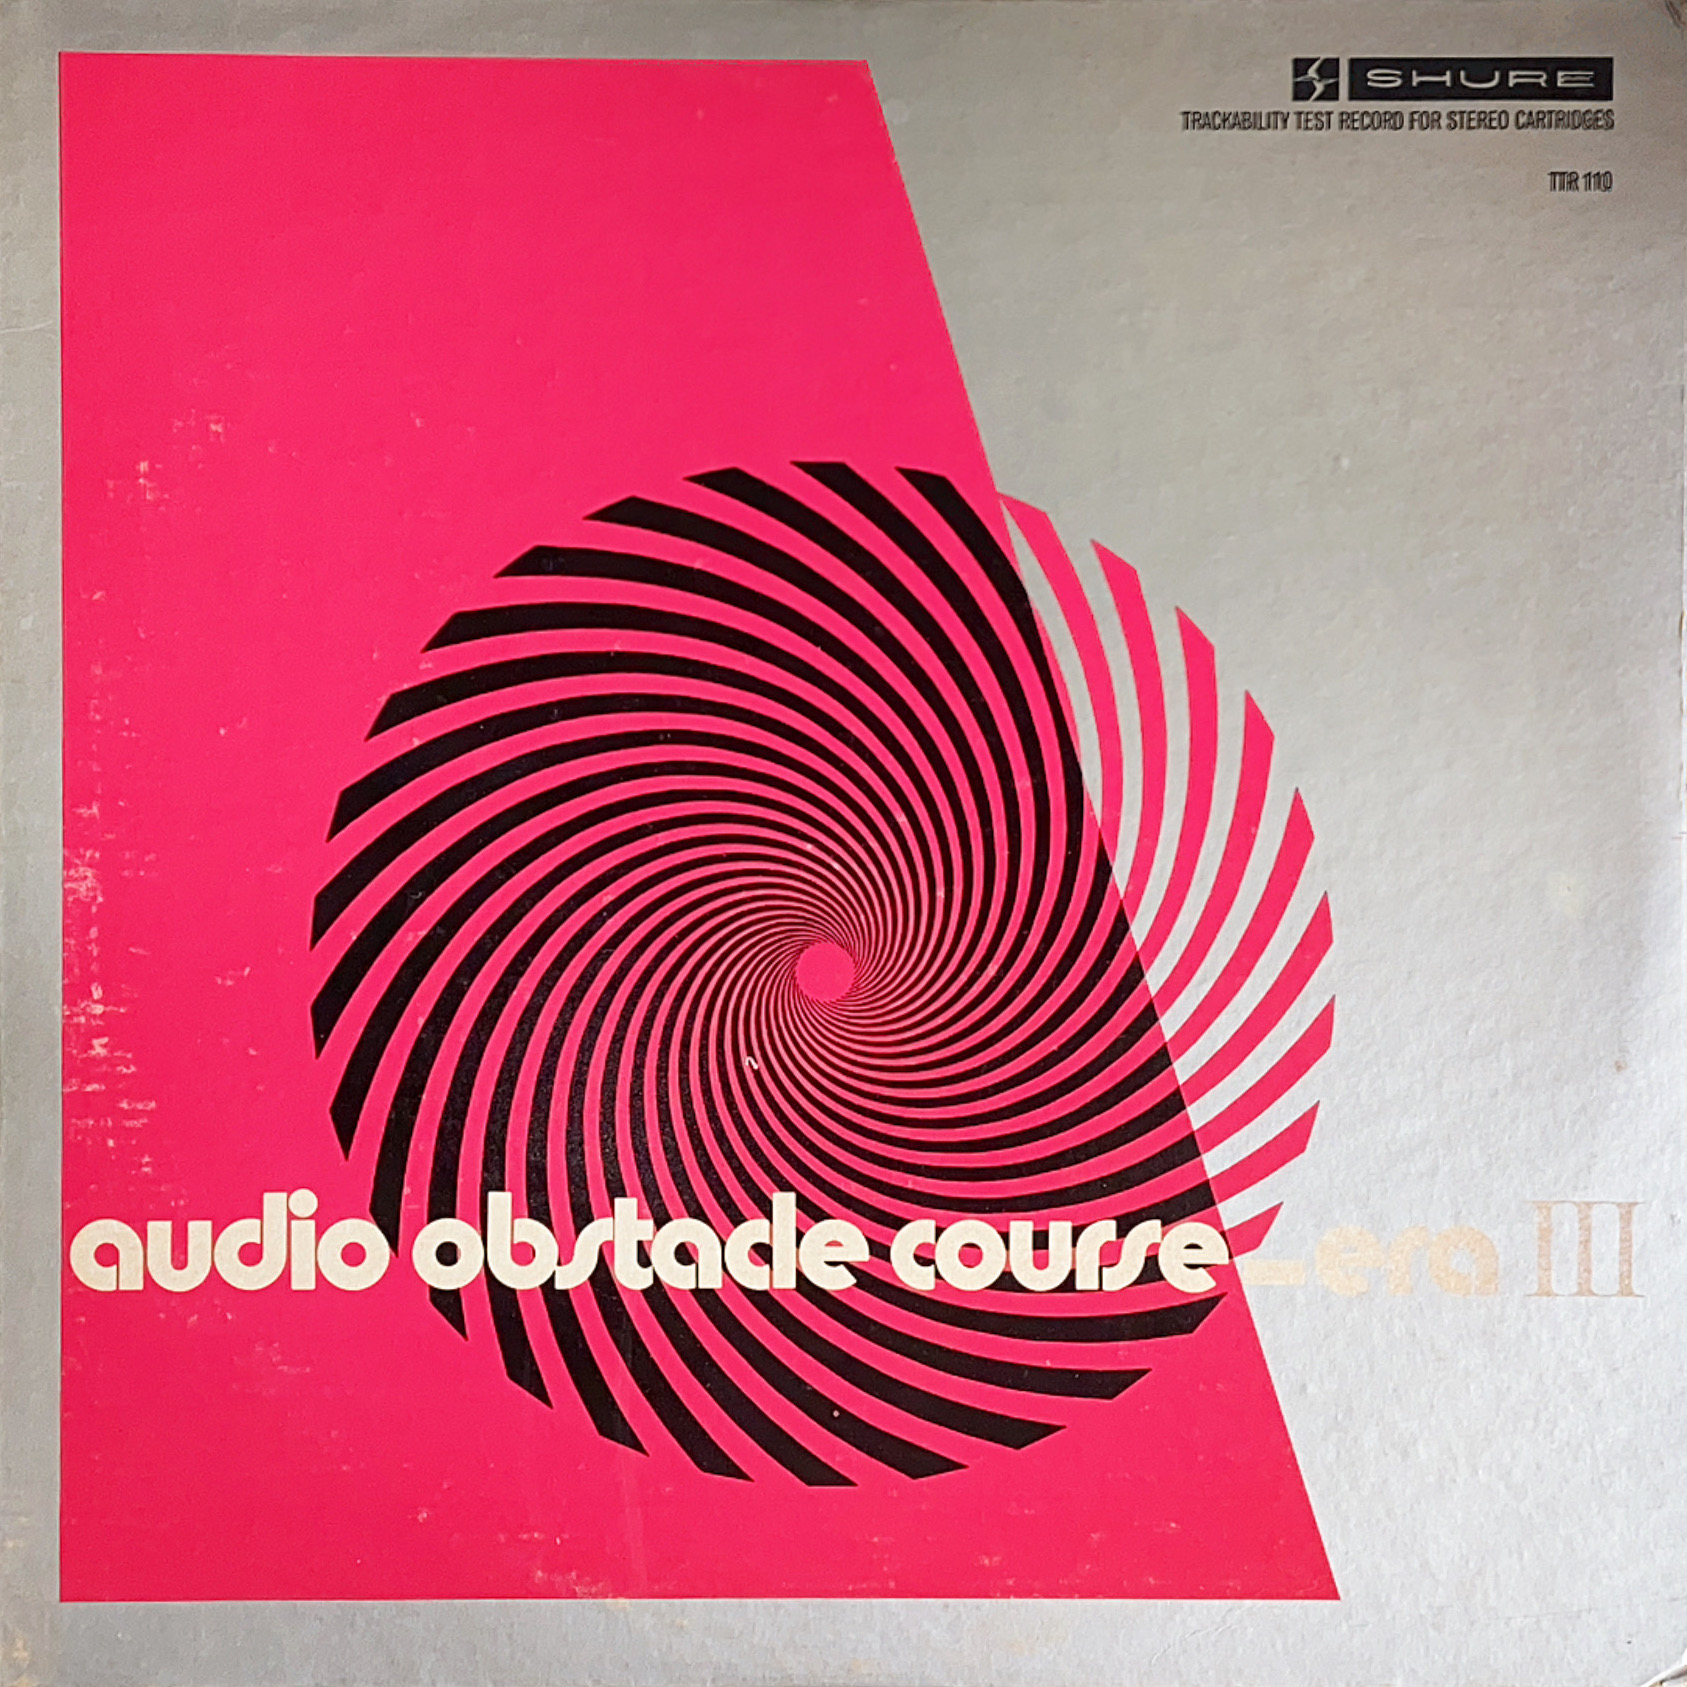 SHURE
TRACKABILITY TEST RECORD FOR STEREO CARTRIDGES
TTR 110
audio obstacle course–era III